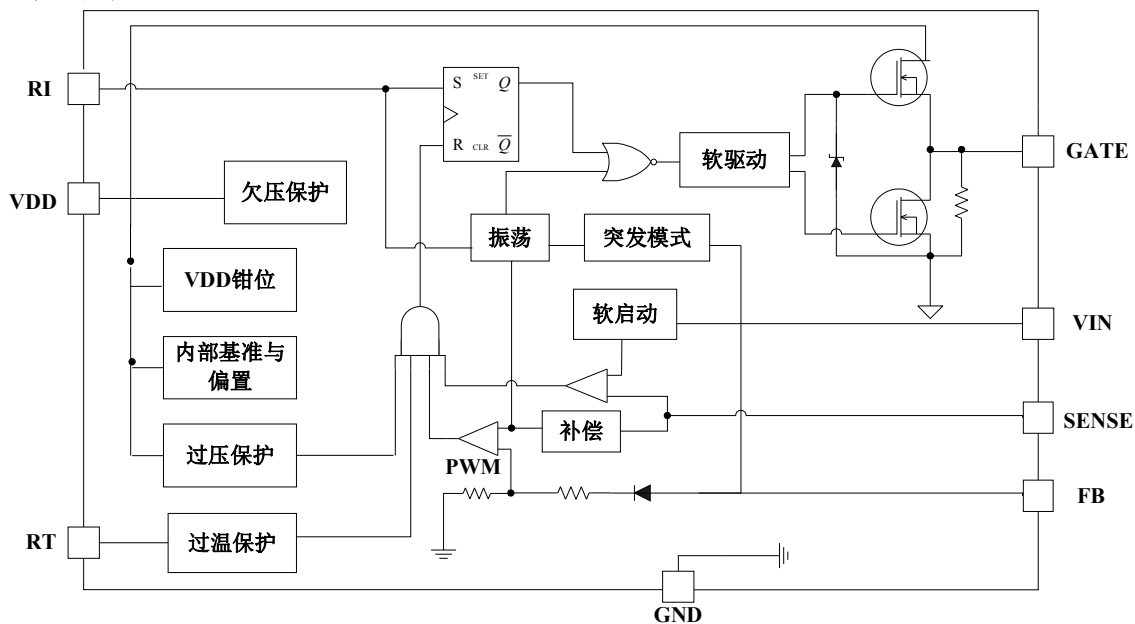 RI
S SET Q
R CLR Q̅
软驱动
GATE
VDD
欠压保护
振荡
突发模式
VDD钳位
软启动
VIN
内部基准与
偏置
补偿
SENSE
过压保护
PWM
FB
RT
过温保护
GND